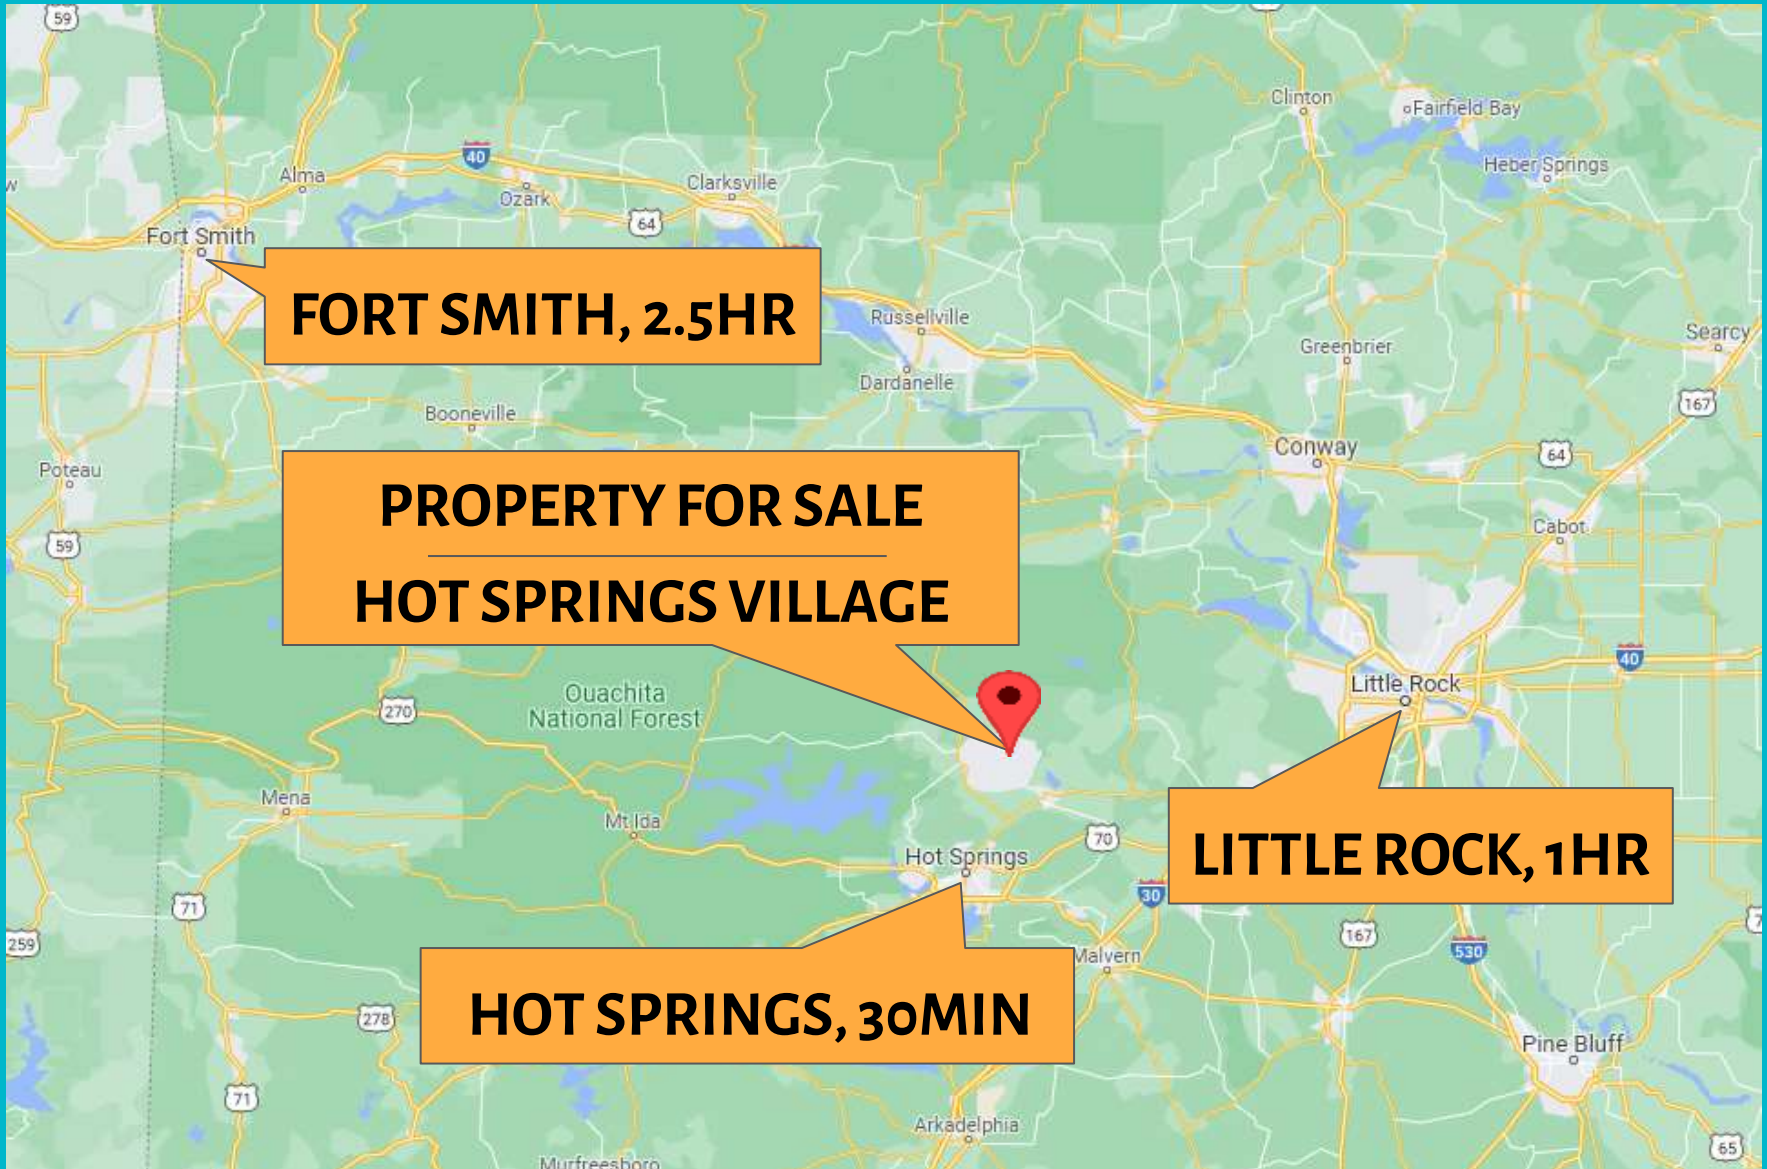 59
Clinton
Fairfield Bay
40
Alma
Ozark
Clarksville
Heber Springs
w
64
Fort Smith
FORT SMITH, 2.5HR
Russellville
Searcy
Greenbrier
Dardanelle
167
Booneville
Conway
64
Poteau
PROPERTY FOR SALE
HOT SPRINGS VILLAGE
Cabot
59
40
Little Rock
270
Ouachita
National Forest
Mena
Mt Ida
70
LITTLE ROCK, 1HR
Hot Springs
30
71
259
167
530
7
Malvern
HOT SPRINGS, 30MIN
278
Pine Bluff
71
Arkadelphia
65
Murfreesboro